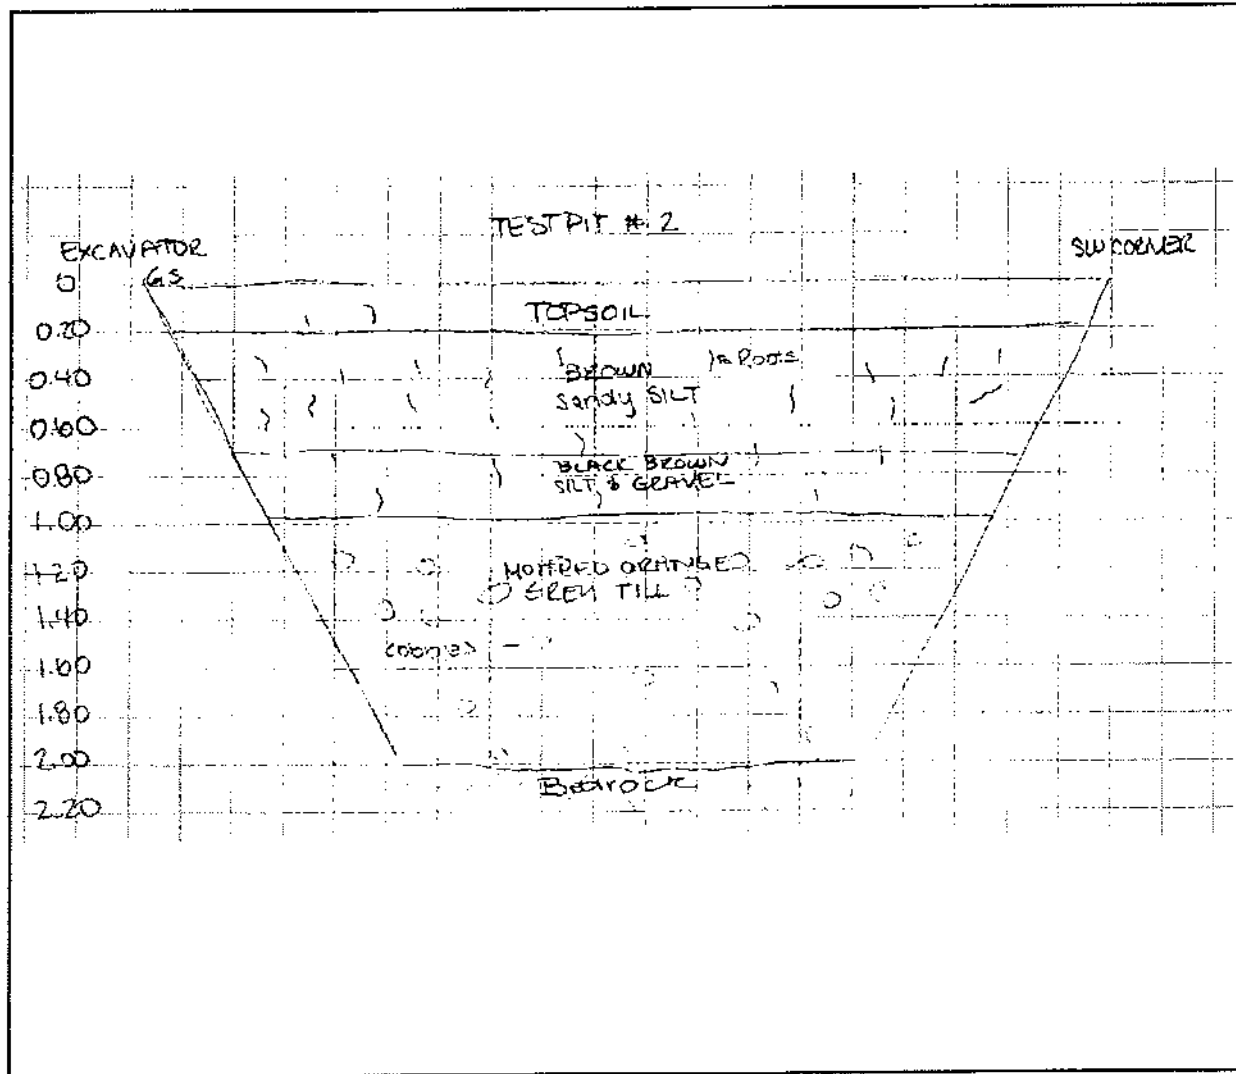 TEST PIT # 2
EXCAVATOR
SW CORNER
GS
0
TOPSOIL
0.20
} = Roots
BROWN
0.40
Sandy SILT
0.60
BLACK BROWN
0.80
SILT & GRAVEL
1.00
MOTTLED ORANGE
1.20
GREY TILL
1.40
cobbles -
1.60
1.80
2.00
Bedrock
2.20